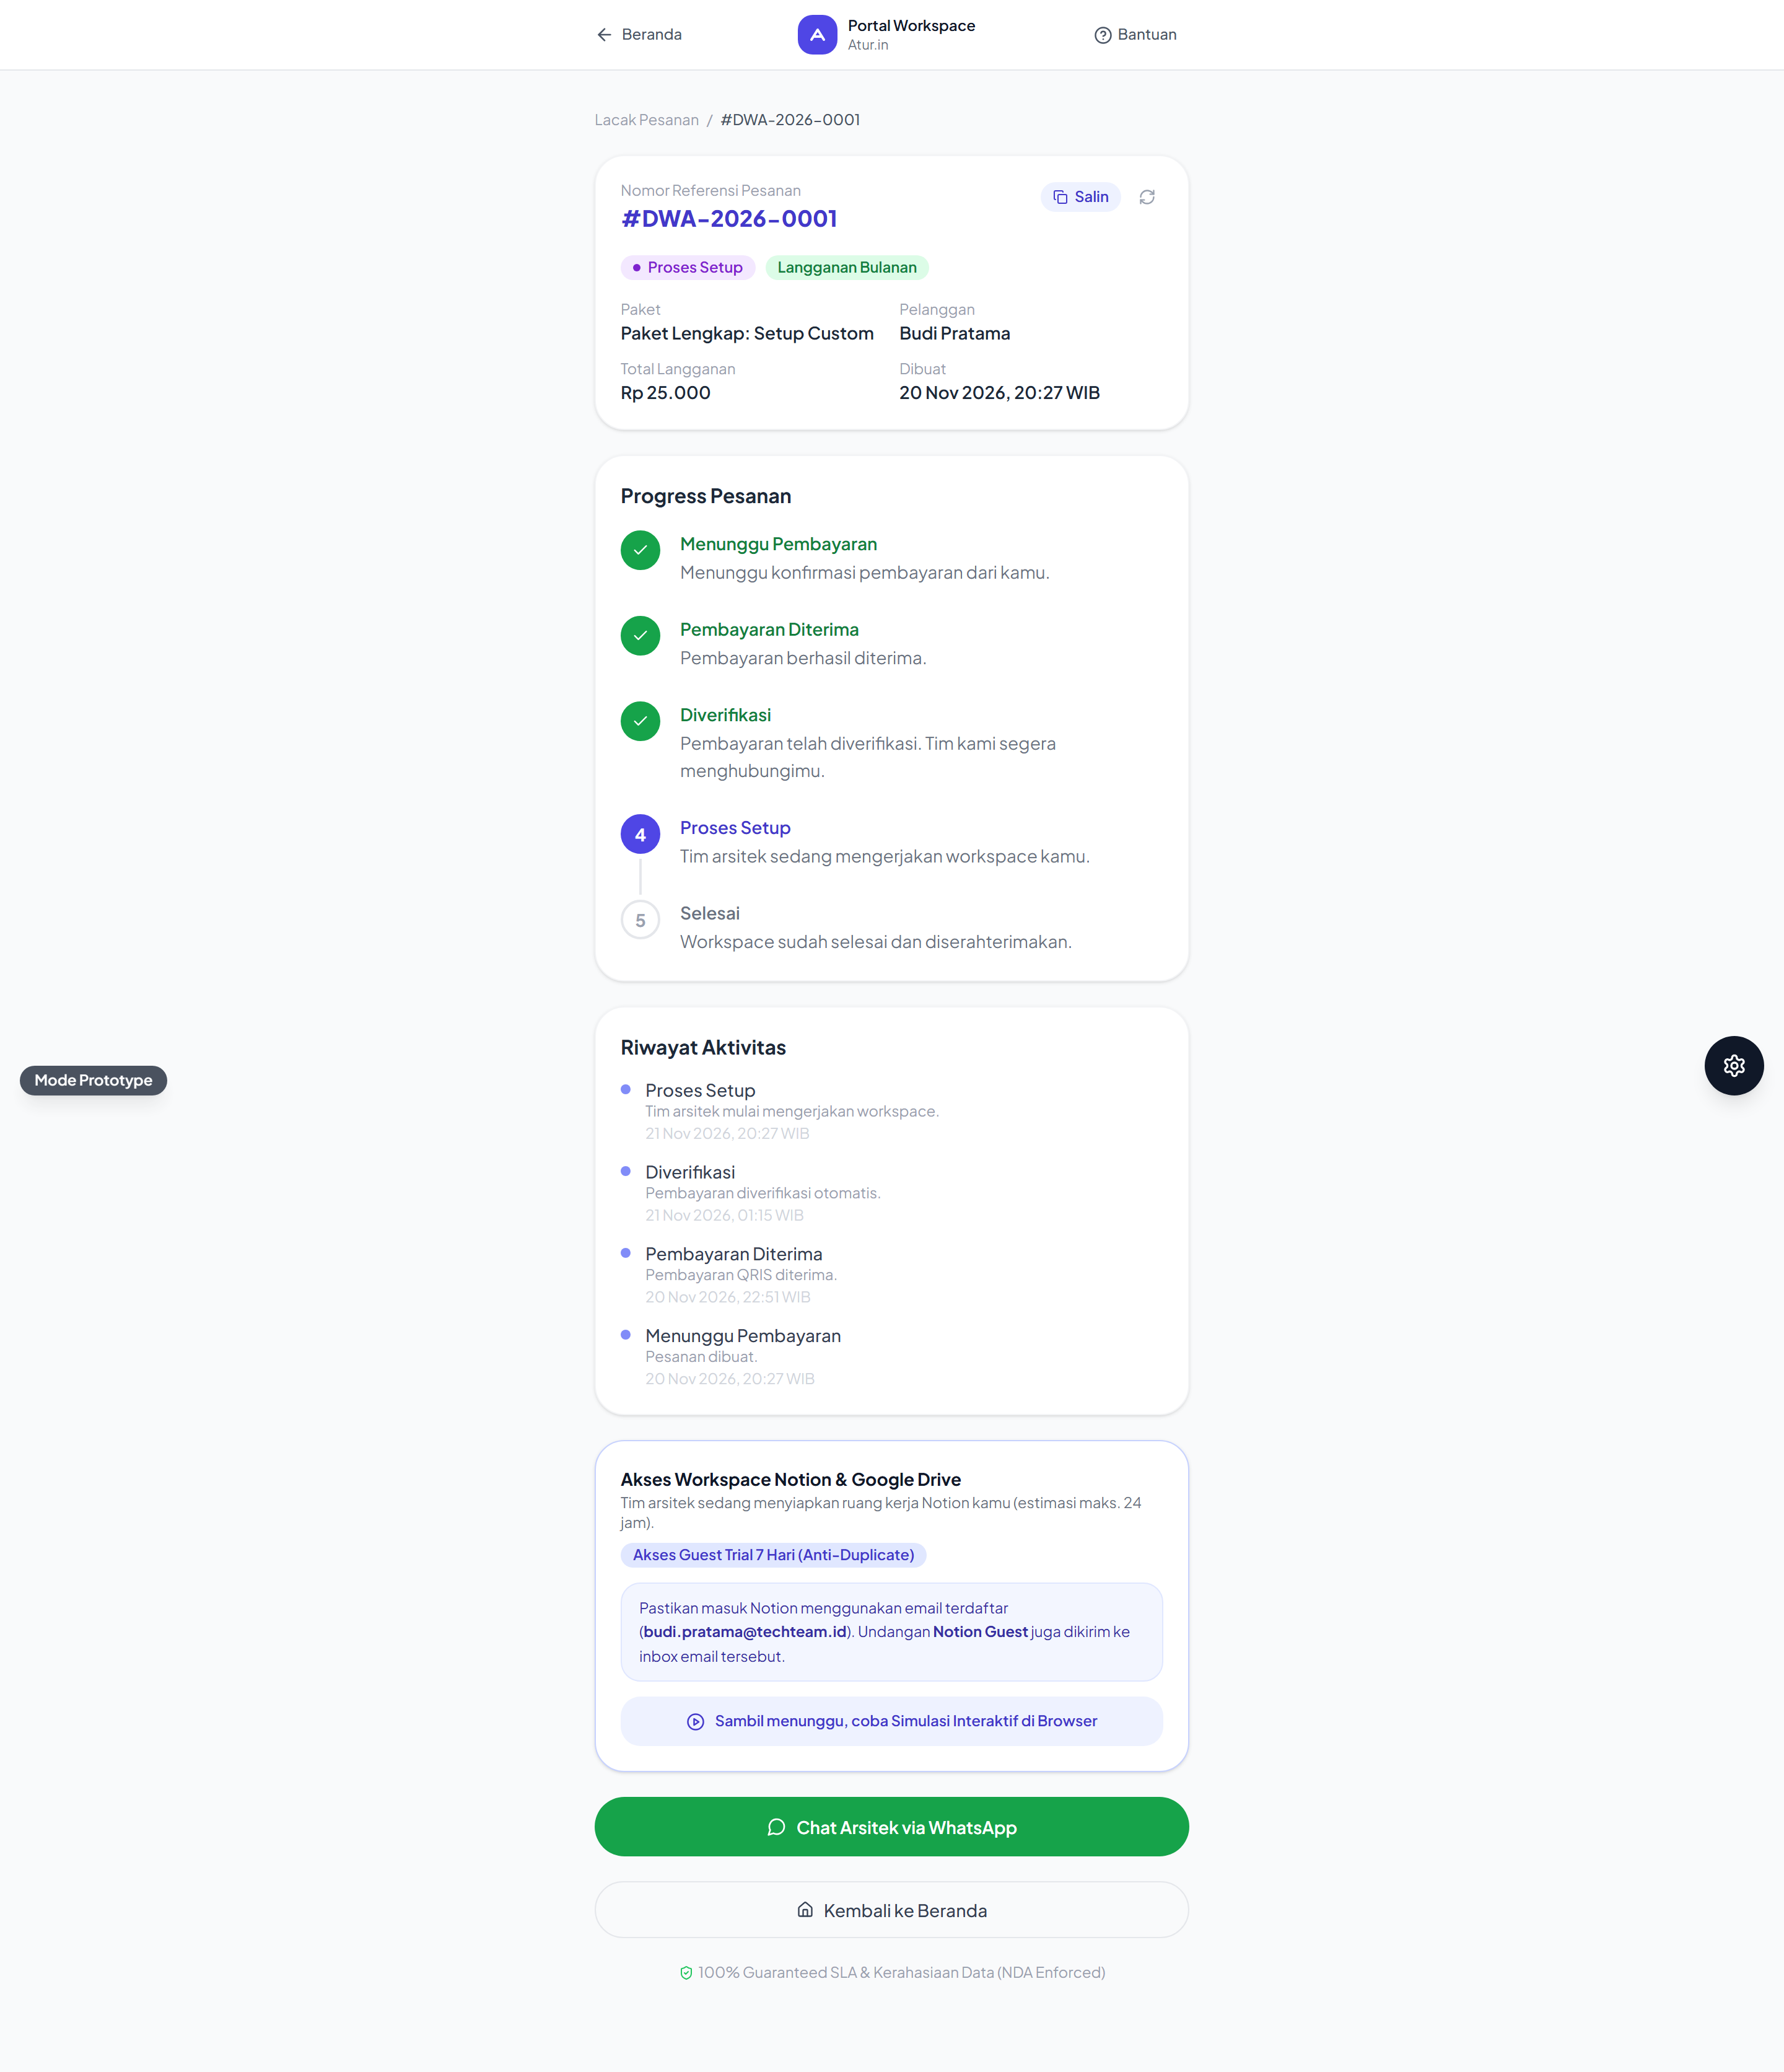 Beranda
Portal Workspace
Atur.in
Bantuan
Lacak Pesanan / #DWA-2026-0001
Nomor Referensi Pesanan
#DWA-2026-0001
Salin
Proses Setup
Langganan Bulanan
Paket
Paket Lengkap: Setup Custom
Pelanggan
Budi Pratama
Total Langganan
Rp 25.000
Dibuat
20 Nov 2026, 20:27 WIB
Progress Pesanan
Menunggu Pembayaran
Menunggu konfirmasi pembayaran dari kamu.
Pembayaran Diterima
Pembayaran berhasil diterima.
Diverifikasi
Pembayaran telah diverifikasi. Tim kami segera
menghubungimu.
4
Proses Setup
Tim arsitek sedang mengerjakan workspace kamu.
5
Selesai
Workspace sudah selesai dan diserahterimakan.
Riwayat Aktivitas
Proses Setup
Tim arsitek mulai mengerjakan workspace.
21 Nov 2026, 20:27 WIB
Mode Prototype
Diverifikasi
Pembayaran diverifikasi otomatis.
21 Nov 2026, 01:15 WIB
Pembayaran Diterima
Pembayaran QRIS diterima.
20 Nov 2026, 22:51 WIB
Menunggu Pembayaran
Pesanan dibuat.
20 Nov 2026, 20:27 WIB
Akses Workspace Notion & Google Drive
Tim arsitek sedang menyiapkan ruang kerja Notion kamu (estimasi maks. 24
jam).
Akses Guest Trial 7 Hari (Anti-Duplicate)
Pastikan masuk Notion menggunakan email terdaftar
(budi.pratama@techteam.id). Undangan Notion Guest juga dikirim ke
inbox email tersebut.
Sambil menunggu, coba Simulasi Interaktif di Browser
Chat Arsitek via WhatsApp
Kembali ke Beranda
100% Guaranteed SLA & Kerahasiaan Data (NDA Enforced)